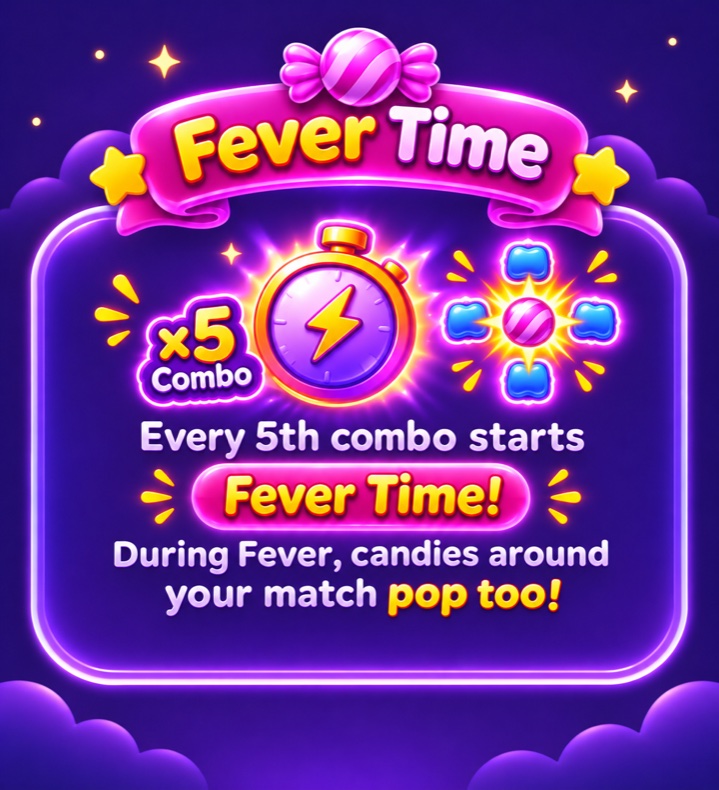 Fever Time
x5
Combo
Every 5th combo starts
Fever Time!
During Fever, candies around
your match pop too!